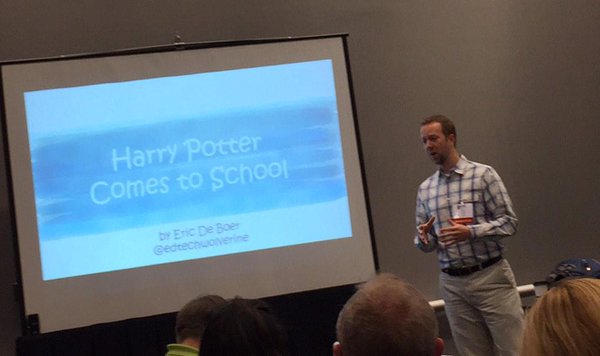 Harry Potter
Comes to School
by Eric De Boer
@edtechwolverine